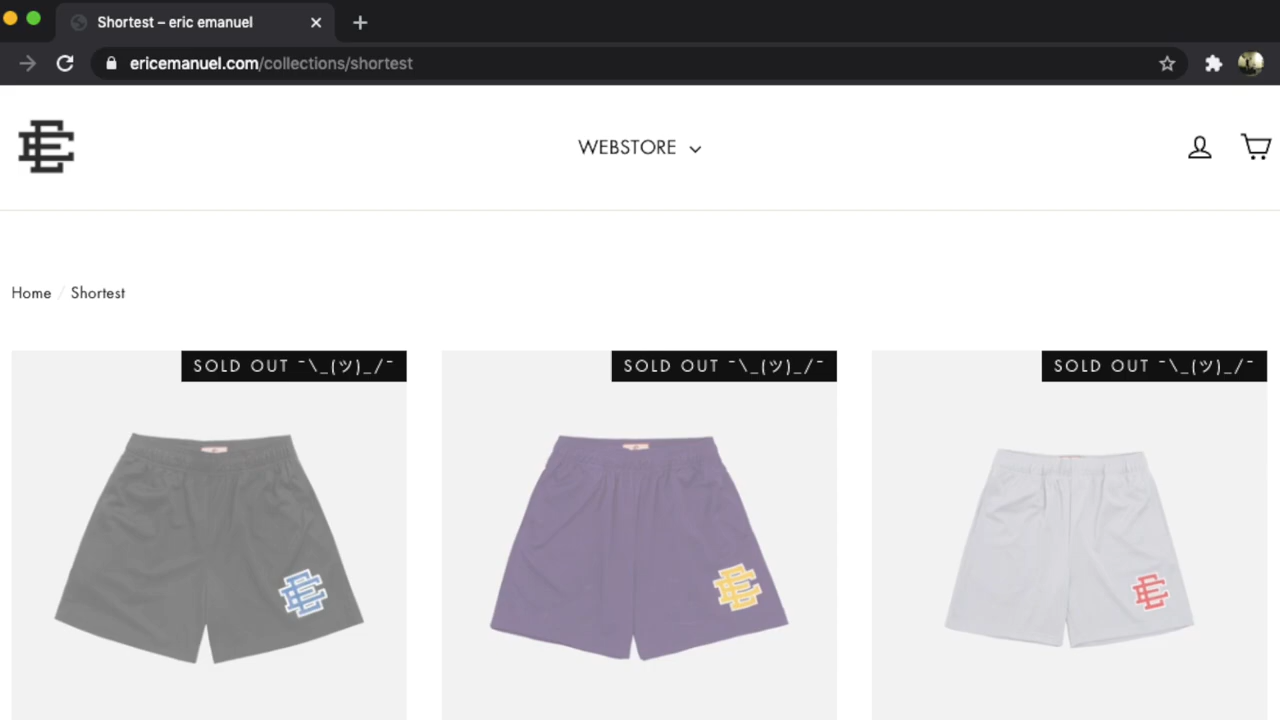 Shortest – eric emanuel
ericemanuel.com/collections/shortest
WEBSTORE
Home / Shortest
SOLD OUT ¯\_(ツ)_/¯
SOLD OUT ¯\_(ツ)_/¯
SOLD OUT ¯\_(ツ)_/¯